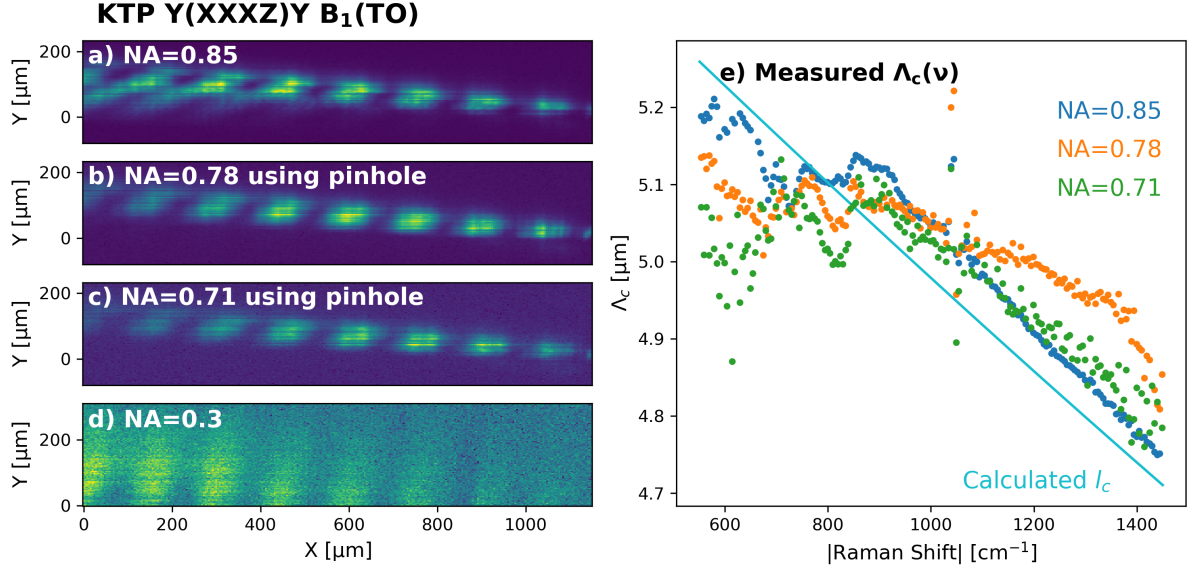 KTP Y(XXXZ)Y B₁(TO)
a) NA=0.85
Y [µm]
200
0
b) NA=0.78 using pinhole
Y [µm]
200
0
c) NA=0.71 using pinhole
Y [µm]
200
0
d) NA=0.3
Y [µm]
200
0
0 200 400 600 800 1000
X [µm]
e) Measured Λc(ν)
NA=0.85
NA=0.78
NA=0.71
Calculated lc
Λc [µm]
5.2
5.1
5.0
4.9
4.8
4.7
600 800 1000 1200 1400
|Raman Shift| [cm⁻¹]